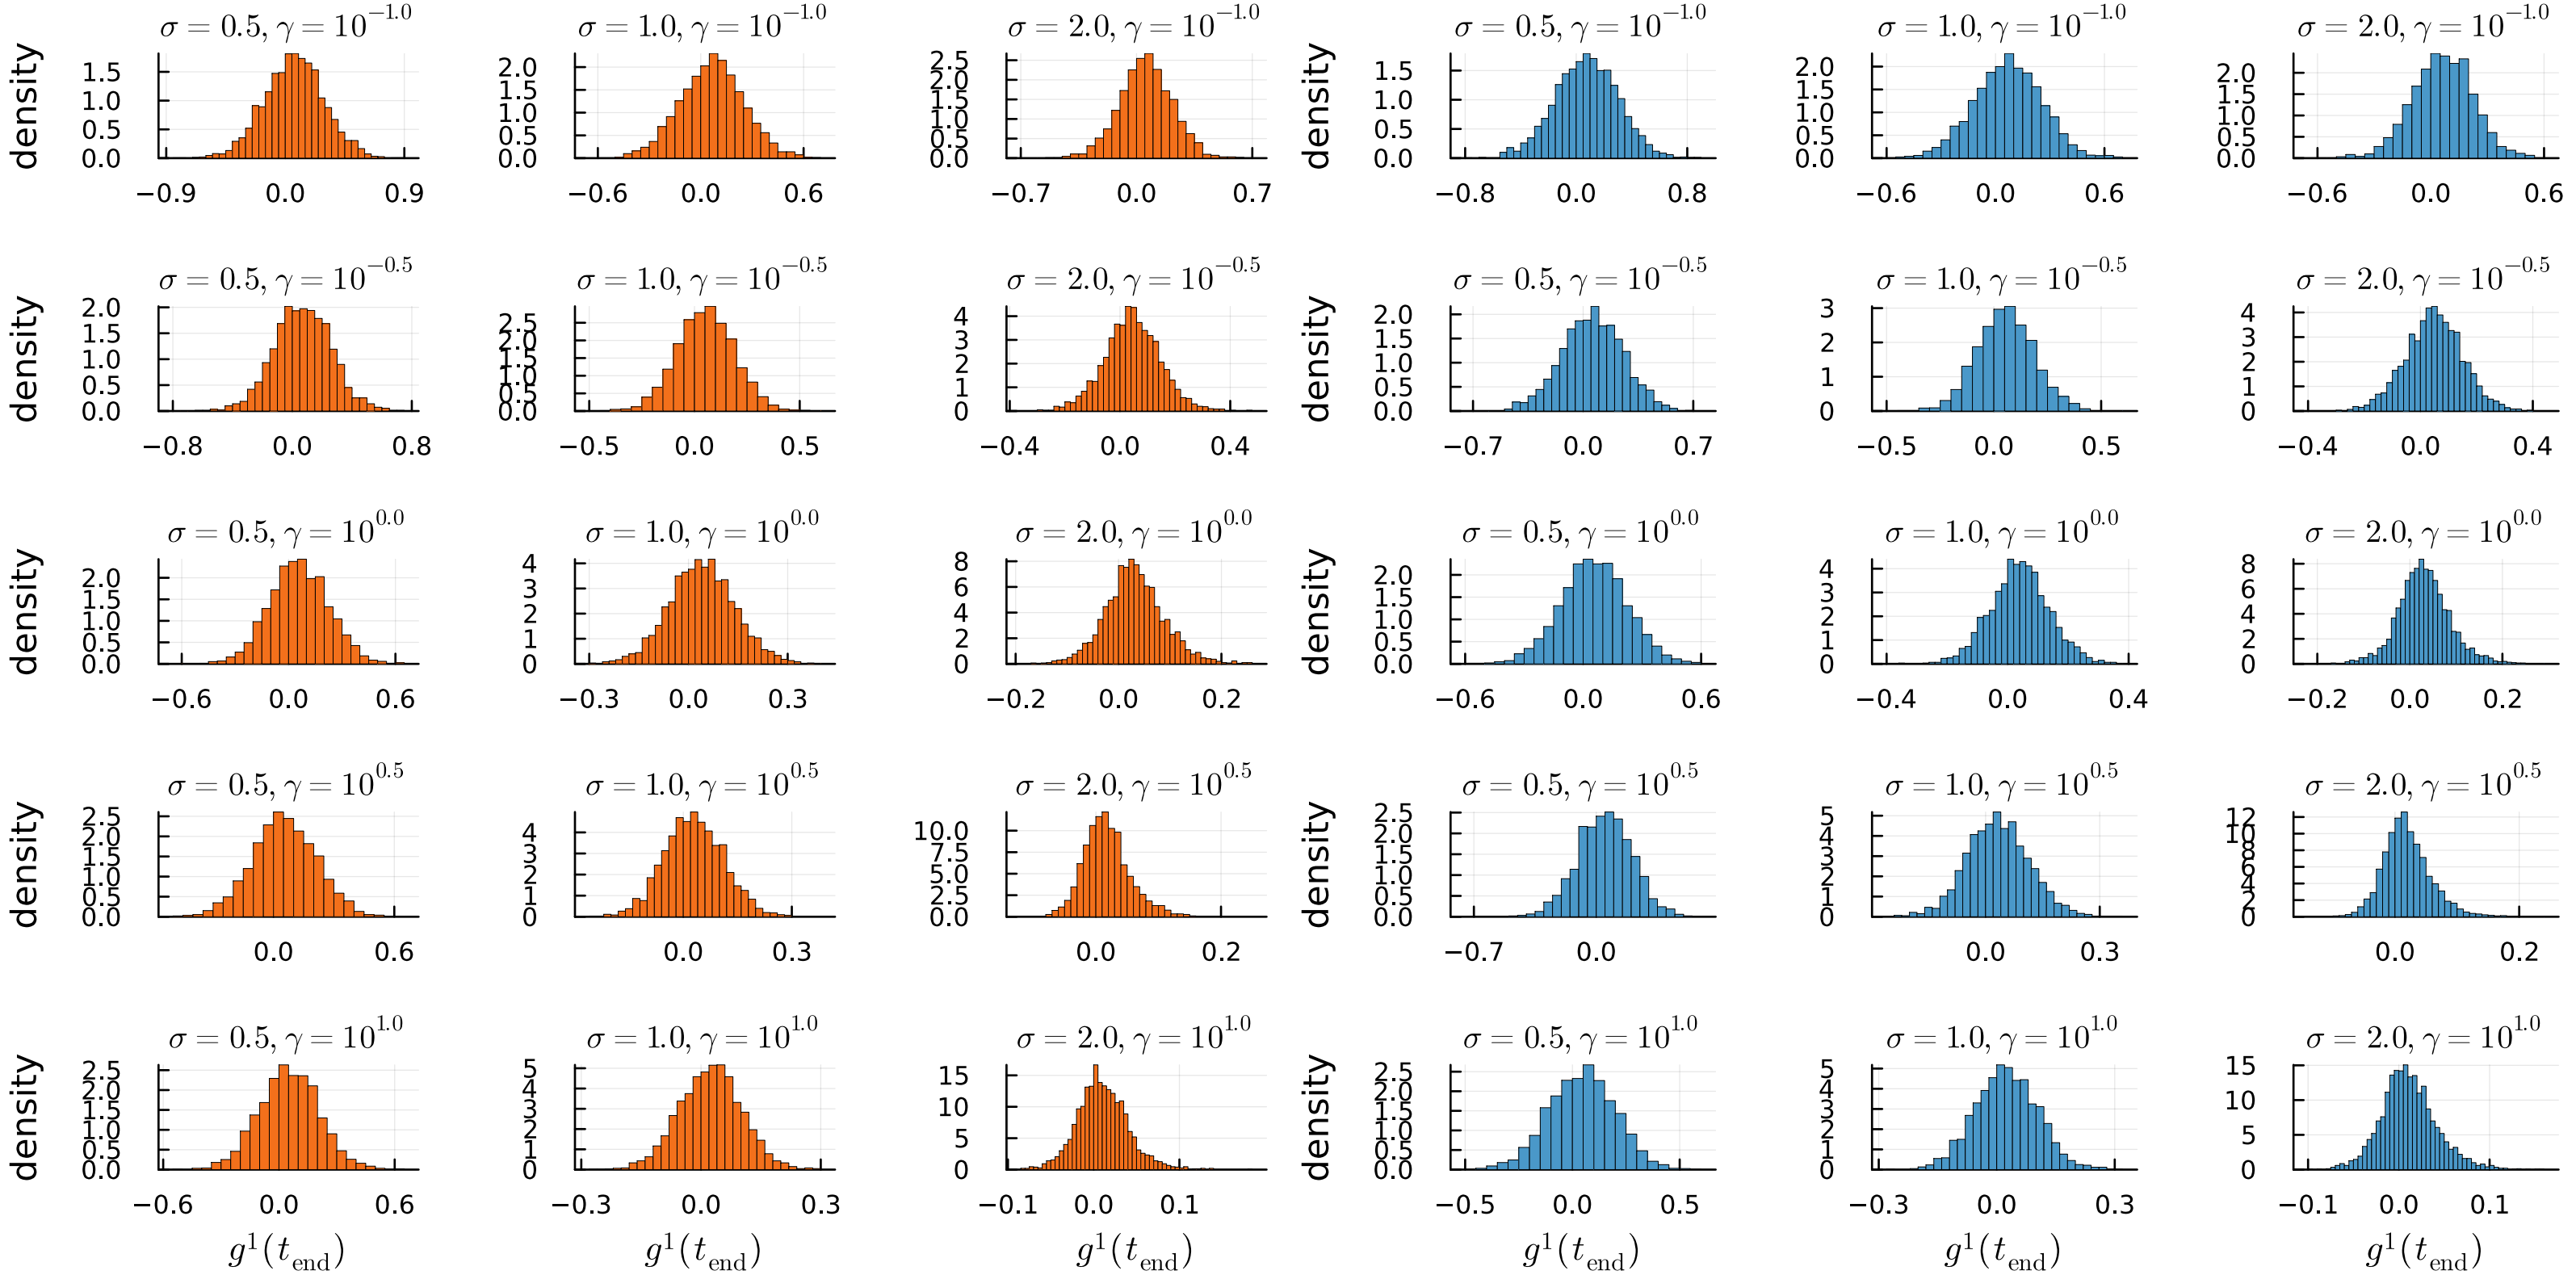 σ = 0.5, γ = 10^−1.0 σ = 1.0, γ = 10^−1.0 σ = 2.0, γ = 10^−1.0 σ = 0.5, γ = 10^−1.0 σ = 1.0, γ = 10^−1.0 σ = 2.0, γ = 10^−1.0
density 1.5 1.0 0.5 0.0 2.0 1.5 1.0 0.5 0.0 2.5 2.0 1.5 1.0 0.5 0.0 density 1.5 1.0 0.5 0.0 2.0 1.5 1.0 0.5 0.0 2.0 1.5 1.0 0.5 0.0
−0.9 0.0 0.9 −0.6 0.0 0.6 −0.7 0.0 0.7 −0.8 0.0 0.8 −0.6 0.0 0.6 −0.6 0.0 0.6
σ = 0.5, γ = 10^−0.5 σ = 1.0, γ = 10^−0.5 σ = 2.0, γ = 10^−0.5 σ = 0.5, γ = 10^−0.5 σ = 1.0, γ = 10^−0.5 σ = 2.0, γ = 10^−0.5
density 2.0 1.5 1.0 0.5 0.0 2.5 2.0 1.5 1.0 0.5 0.0 4 3 2 1 0 density 2.0 1.5 1.0 0.5 0.0 3 2 1 0 4 3 2 1 0
−0.8 0.0 0.8 −0.5 0.0 0.5 −0.4 0.0 0.4 −0.7 0.0 0.7 −0.5 0.0 0.5 −0.4 0.0 0.4
σ = 0.5, γ = 10^0.0 σ = 1.0, γ = 10^0.0 σ = 2.0, γ = 10^0.0 σ = 0.5, γ = 10^0.0 σ = 1.0, γ = 10^0.0 σ = 2.0, γ = 10^0.0
density 2.0 1.5 1.0 0.5 0.0 4 3 2 1 0 8 6 4 2 0 density 2.0 1.5 1.0 0.5 0.0 4 3 2 1 0 8 6 4 2 0
−0.6 0.0 0.6 −0.3 0.0 0.3 −0.2 0.0 0.2 −0.6 0.0 0.6 −0.4 0.0 0.4 −0.2 0.0 0.2
σ = 0.5, γ = 10^0.5 σ = 1.0, γ = 10^0.5 σ = 2.0, γ = 10^0.5 σ = 0.5, γ = 10^0.5 σ = 1.0, γ = 10^0.5 σ = 2.0, γ = 10^0.5
density 2.5 2.0 1.5 1.0 0.5 0.0 4 3 2 1 0 10.0 7.5 5.0 2.5 0.0 density 2.5 2.0 1.5 1.0 0.5 0.0 5 4 3 2 1 0 12 10 8 6 4 2 0
0.0 0.6 0.0 0.3 0.0 0.2 −0.7 0.0 0.0 0.3 0.0 0.2
σ = 0.5, γ = 10^1.0 σ = 1.0, γ = 10^1.0 σ = 2.0, γ = 10^1.0 σ = 0.5, γ = 10^1.0 σ = 1.0, γ = 10^1.0 σ = 2.0, γ = 10^1.0
density 2.5 2.0 1.5 1.0 0.5 0.0 5 4 3 2 1 0 15 10 5 0 density 2.5 2.0 1.5 1.0 0.5 0.0 5 4 3 2 1 0 15 10 5 0
−0.6 0.0 0.6 −0.3 0.0 0.3 −0.1 0.0 0.1 −0.5 0.0 0.5 −0.3 0.0 0.3 −0.1 0.0 0.1
g¹(t_end) g¹(t_end) g¹(t_end) g¹(t_end) g¹(t_end) g¹(t_end)